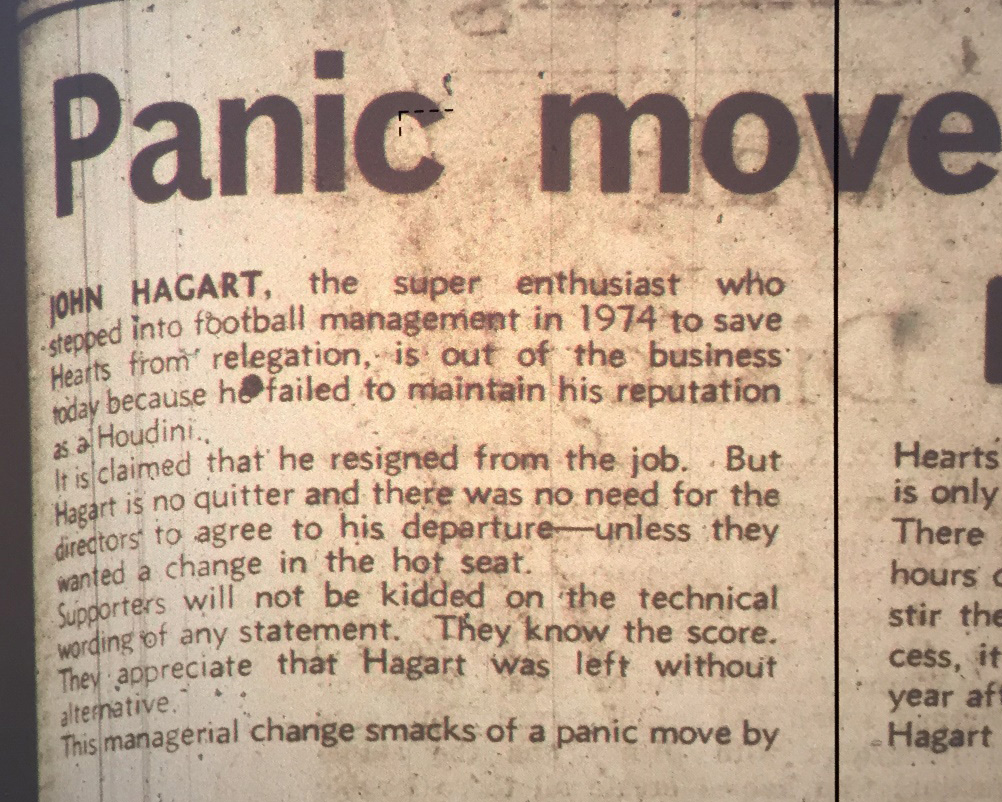 Panic move
JOHN HAGART, the super enthusiast who
stepped into football management in 1974 to save
Hearts from relegation, is out of the business
today because he failed to maintain his reputation
as a Houdini.
It is claimed that he resigned from the job. But
Hagart is no quitter and there was no need for the
directors to agree to his departure—unless they
wanted a change in the hot seat.
Supporters will not be kidded on the technical
wording of any statement. They know the score.
They appreciate that Hagart was left without
alternative.
This managerial change smacks of a panic move by
Hearts
is only
There
hours
stir the
cess, it
year af
Hagart